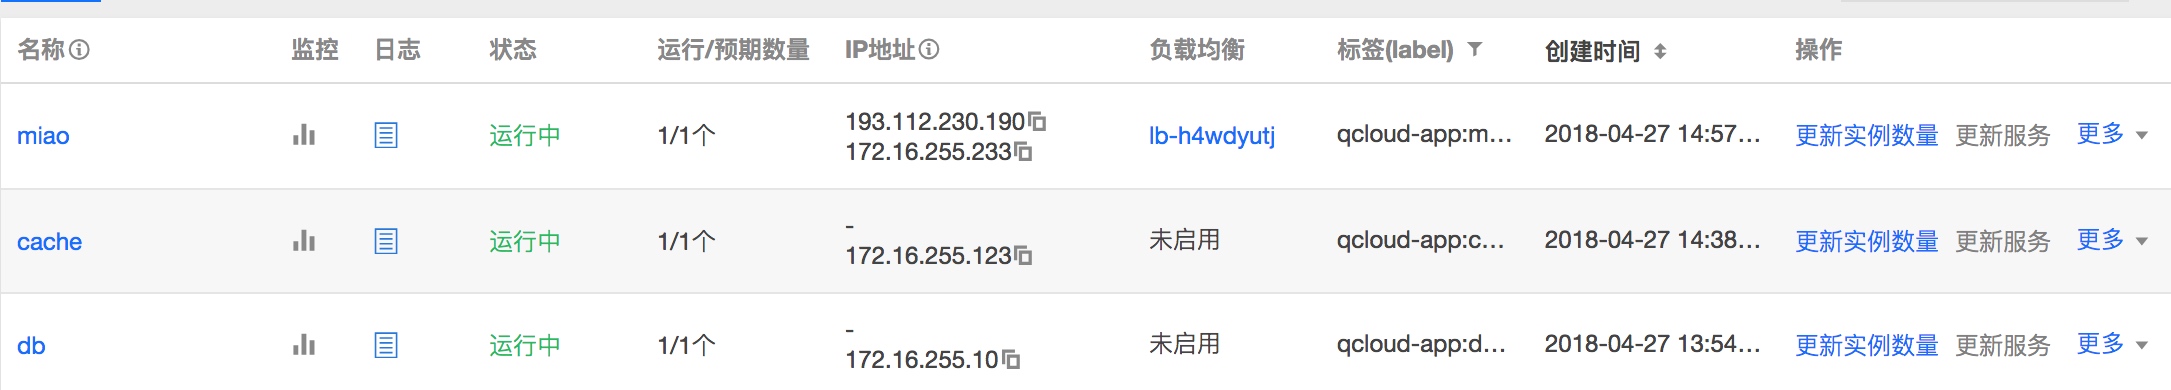 名称 监控 日志 状态 运行/预期数量 IP地址 负载均衡 标签(label) 创建时间 操作
miao 运行中 1/1个 193.112.230.190 172.16.255.233 lb-h4wdyutj qcloud-app:m... 2018-04-27 14:57... 更新实例数量 更新服务 更多
cache 运行中 1/1个 - 172.16.255.123 未启用 qcloud-app:c... 2018-04-27 14:38... 更新实例数量 更新服务 更多
db 运行中 1/1个 - 172.16.255.10 未启用 qcloud-app:d... 2018-04-27 13:54... 更新实例数量 更新服务 更多